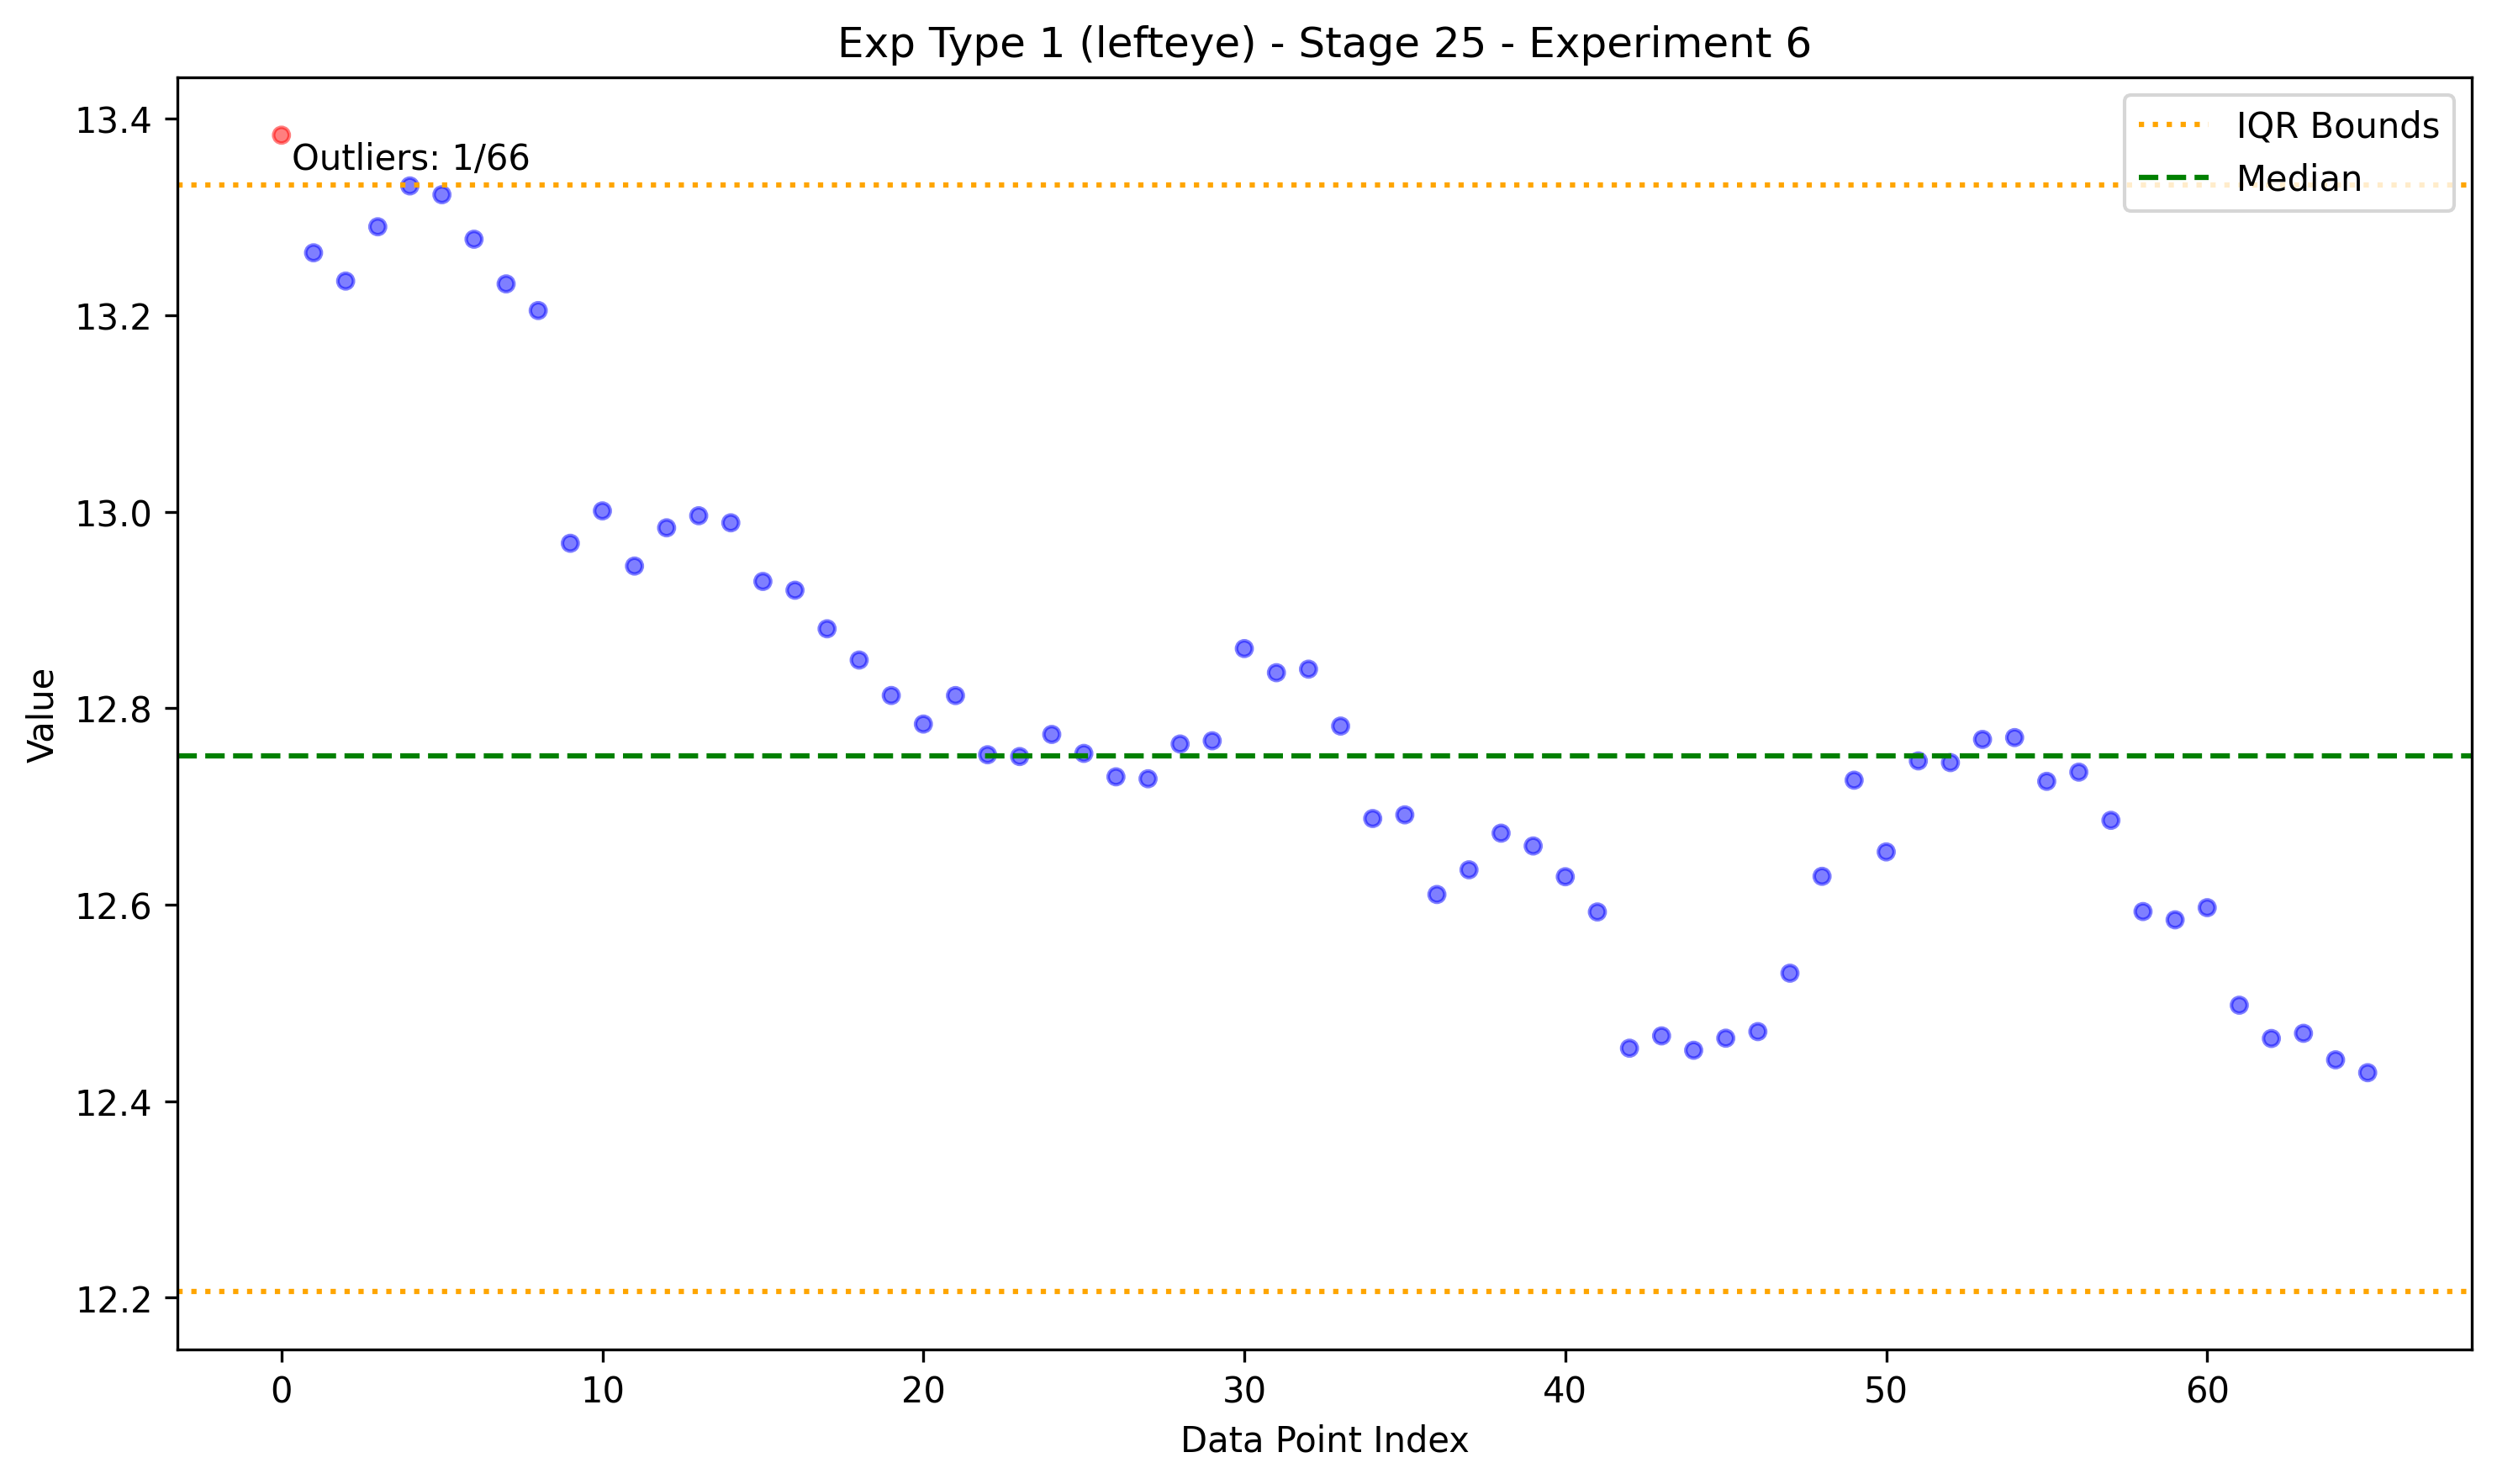 Exp Type 1 (lefteye) - Stage 25 - Experiment 6
Outliers: 1/66
IQR Bounds
Median
Value
13.4
13.2
13.0
12.8
12.6
12.4
12.2
0 10 20 30 40 50 60
Data Point Index